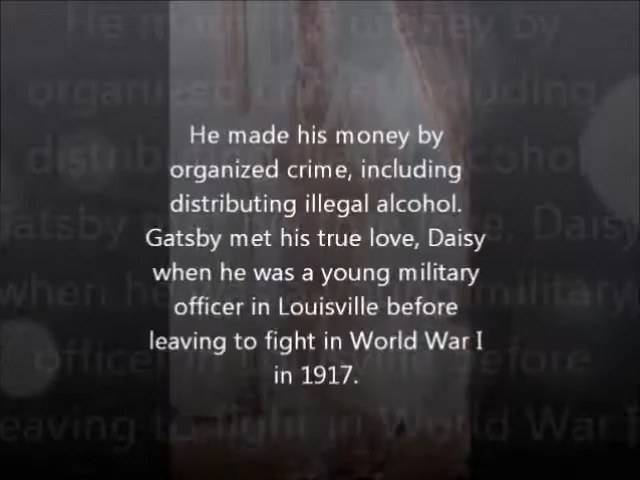 He made his money by
organized crime, including
distributing illegal alcohol.
Gatsby met his true love, Daisy
when he was a young military
officer in Louisville before
leaving to fight in World War I
in 1917.